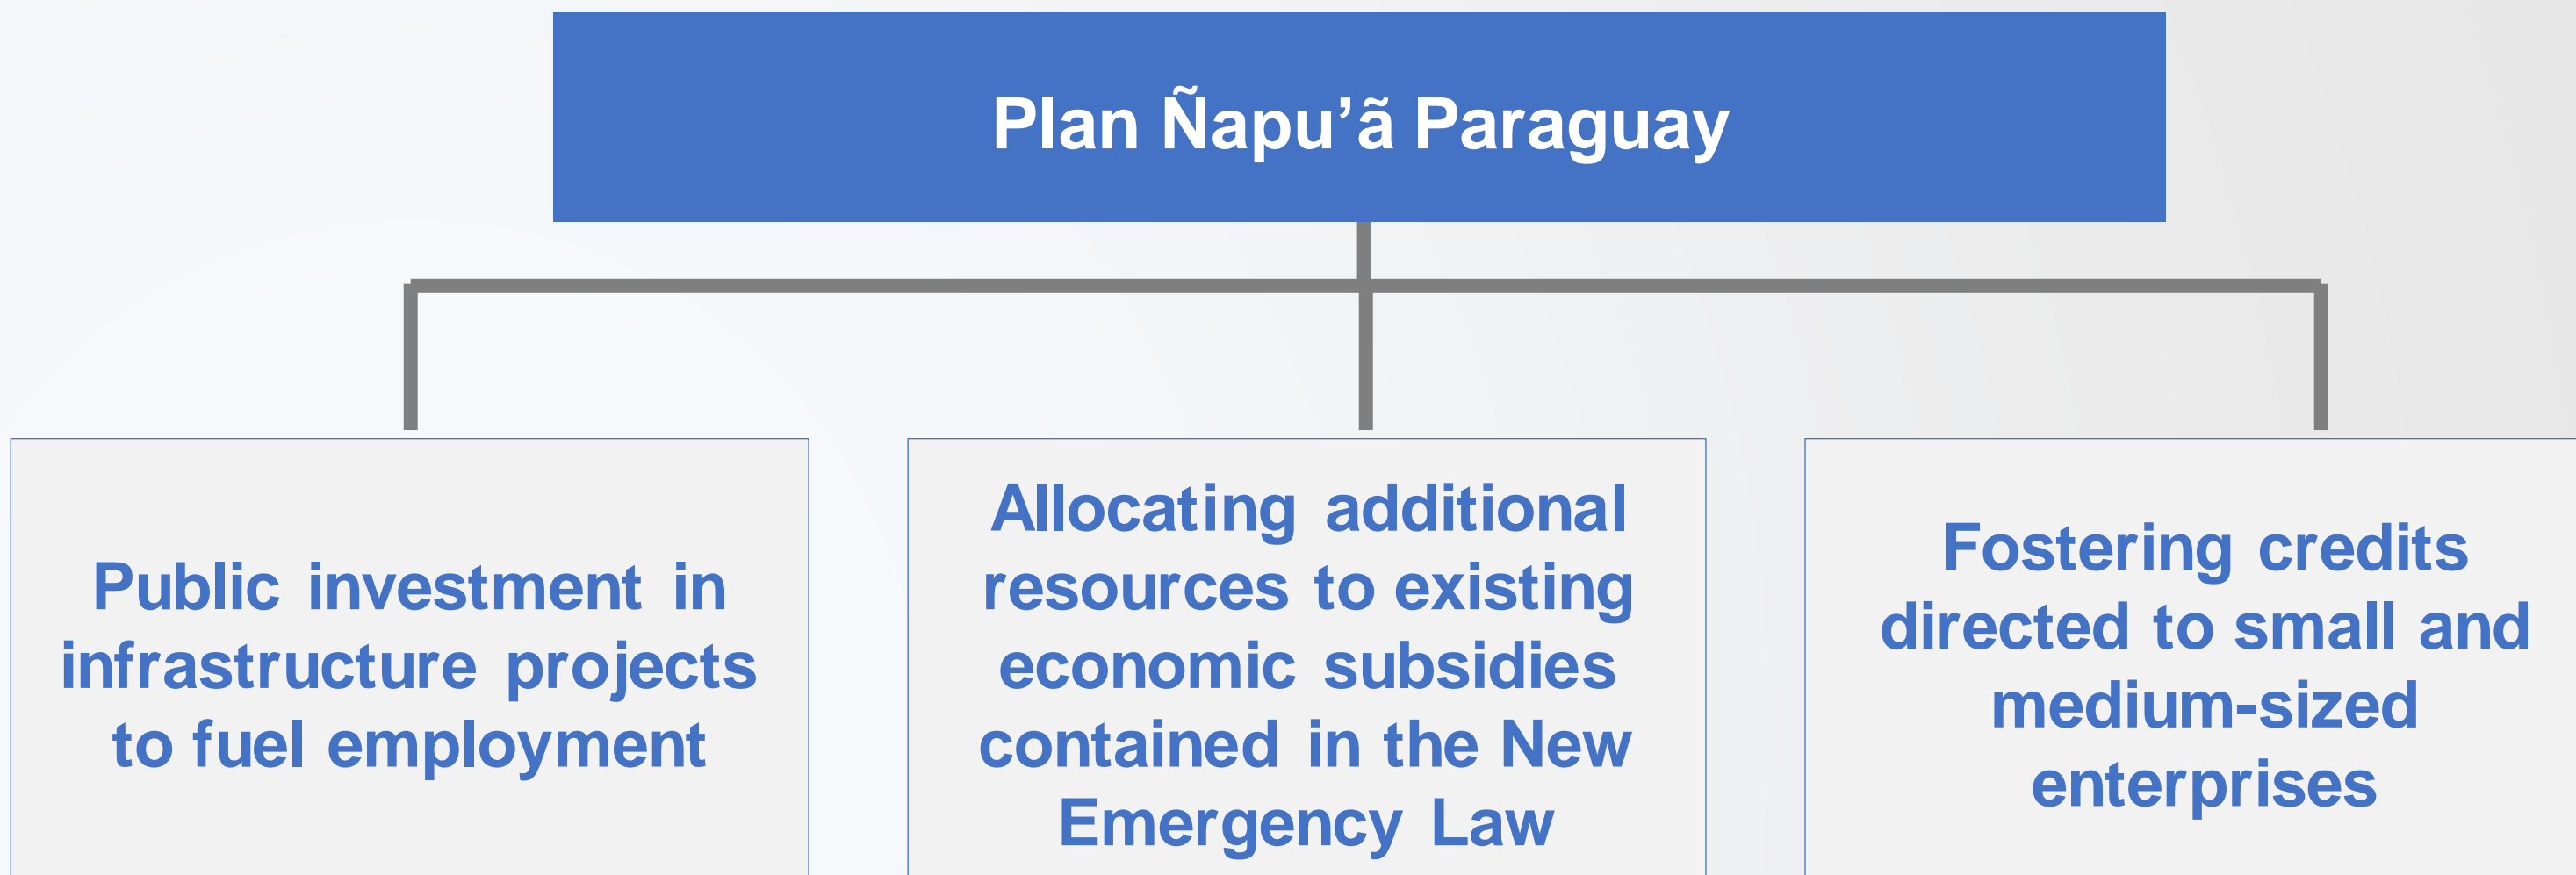 Plan Ñapu’ã Paraguay
Public investment in
infrastructure projects
to fuel employment
Allocating additional
resources to existing
economic subsidies
contained in the New
Emergency Law
Fostering credits
directed to small and
medium-sized
enterprises